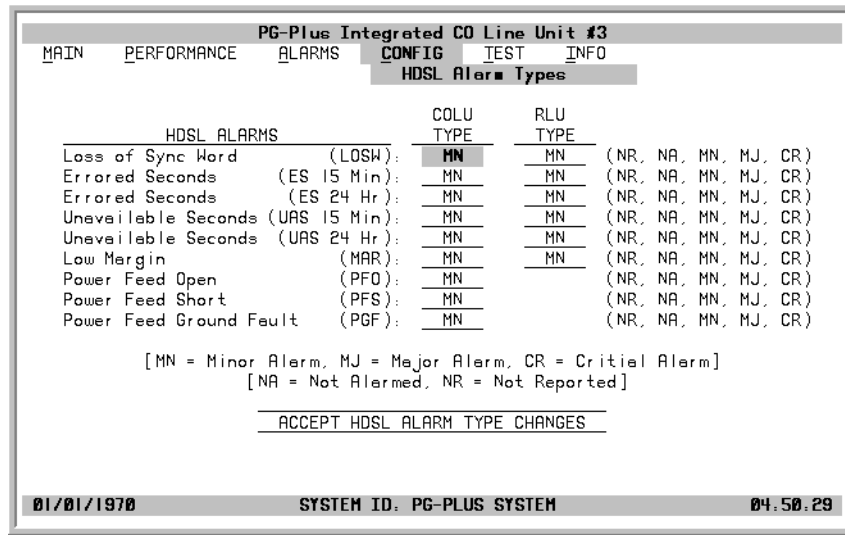 PG-Plus Integrated CO Line Unit #3
MAIN PERFORMANCE ALARMS CONFIG TEST INFO
HDSL Alarm Types
COLU RLU
HDSL ALARMS TYPE TYPE
Loss of Sync Word (LOSW): MN MN (NR, NA, MN, MJ, CR)
Errored Seconds (ES 15 Min): MN MN (NR, NA, MN, MJ, CR)
Errored Seconds (ES 24 Hr): MN MN (NR, NA, MN, MJ, CR)
Unavailable Seconds (UAS 15 Min): MN MN (NR, NA, MN, MJ, CR)
Unavailable Seconds (UAS 24 Hr): MN MN (NR, NA, MN, MJ, CR)
Low Margin (MAR): MN MN (NR, NA, MN, MJ, CR)
Power Feed Open (PFO): MN (NR, NA, MN, MJ, CR)
Power Feed Short (PFS): MN (NR, NA, MN, MJ, CR)
Power Feed Ground Fault (PGF): MN (NR, NA, MN, MJ, CR)
[MN = Minor Alarm, MJ = Major Alarm, CR = Critial Alarm]
[NA = Not Alarmed, NR = Not Reported]
ACCEPT HDSL ALARM TYPE CHANGES
01/01/1970 SYSTEM ID: PG-PLUS SYSTEM 04:50:29